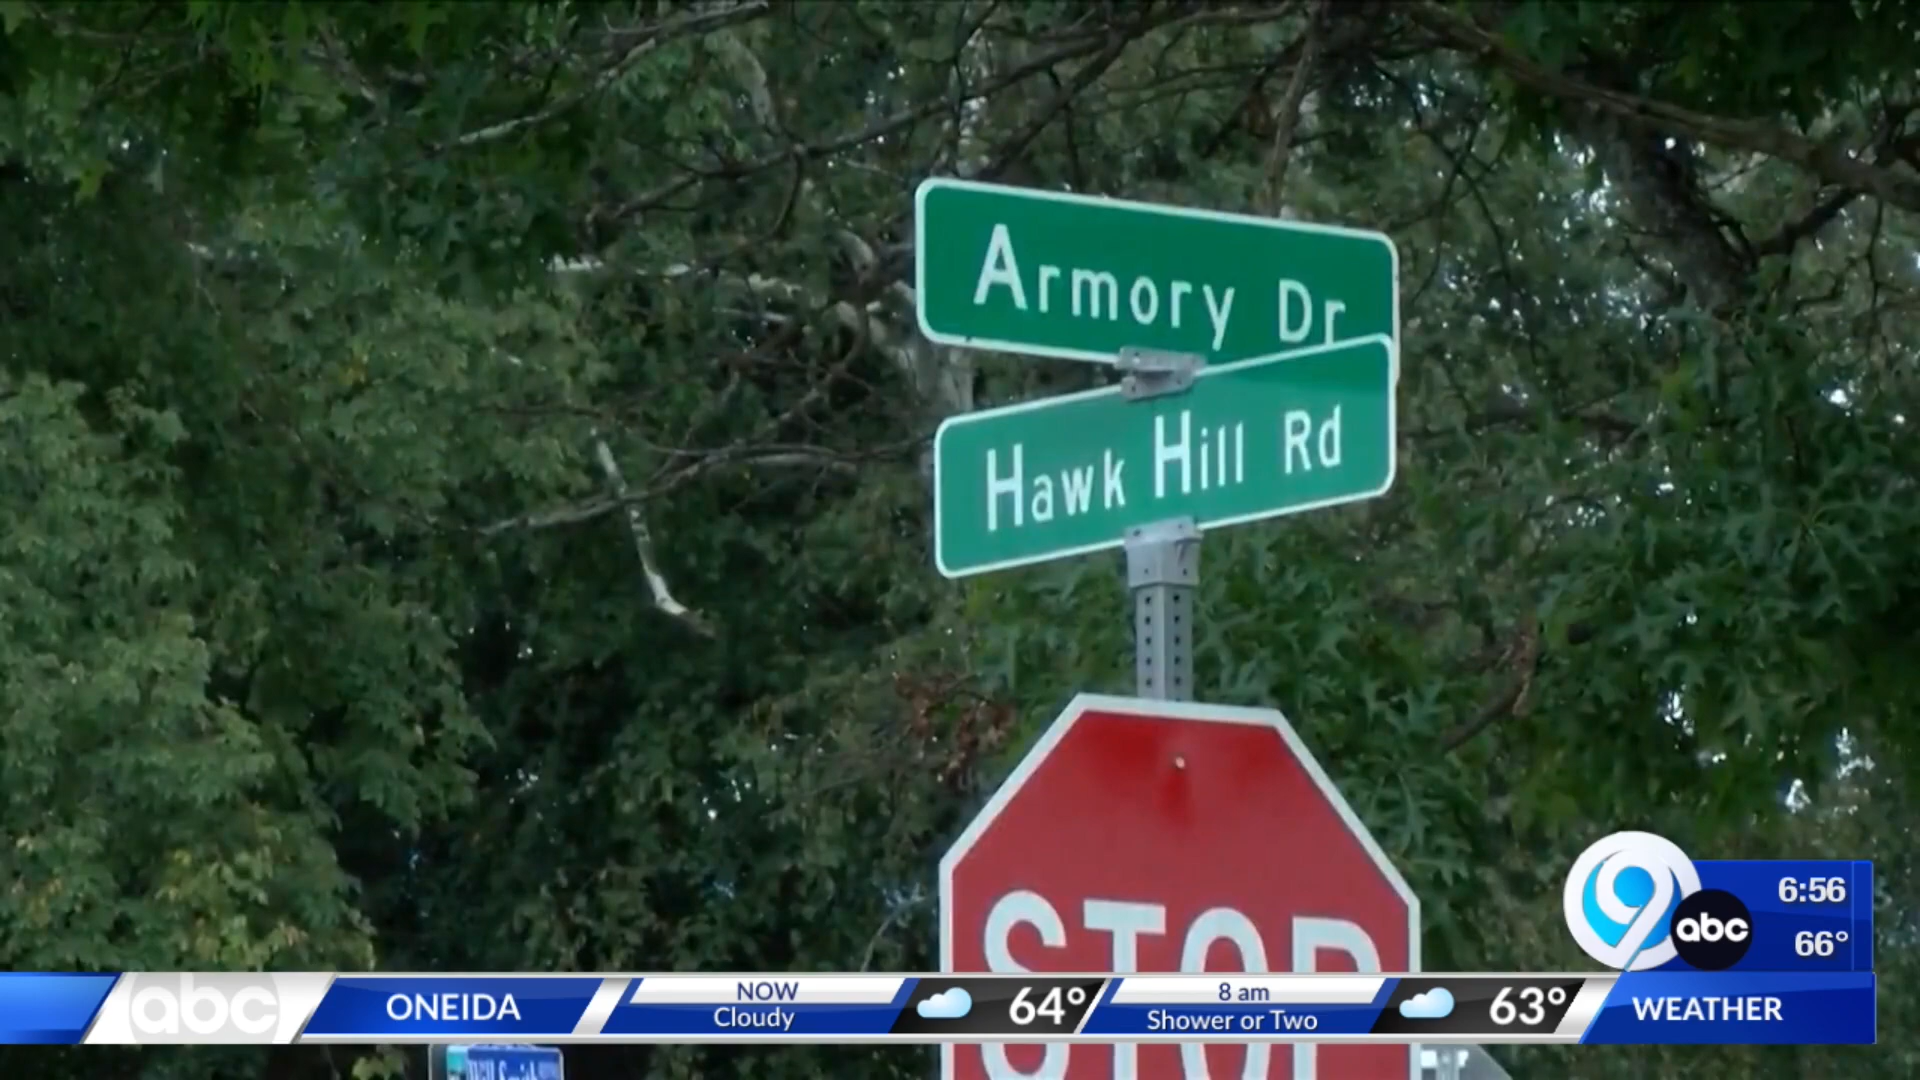 Armory Dr
Hawk Hill Rd
STOP
9
abc
6:56
66°
abc
ONEIDA
NOW
Cloudy
64°
8 am
Shower or Two
63°
WEATHER